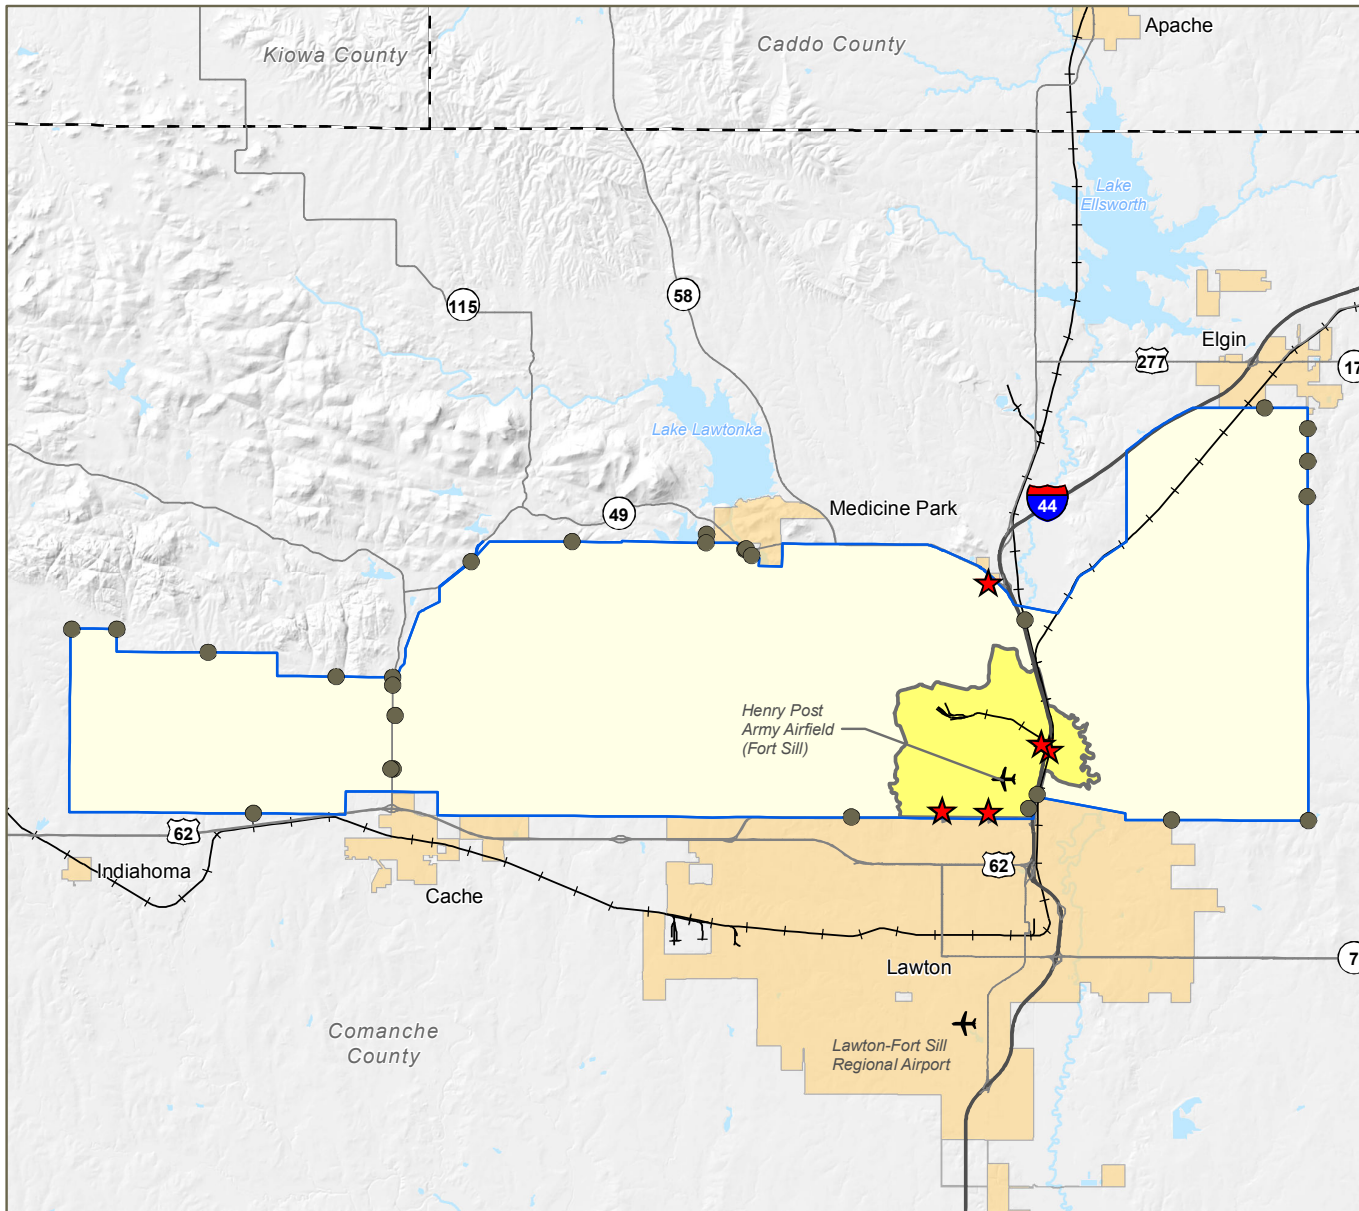 Apache
Kiowa County
Caddo County
Lake
Ellsworth
115
58
Elgin
277
17
Lake Lawtonka
49
Medicine Park
44
Henry Post
Army Airfield
(Fort Sill)
62
Indiahoma
Cache
62
Lawton
7
Comanche
County
Lawton-Fort Sill
Regional Airport